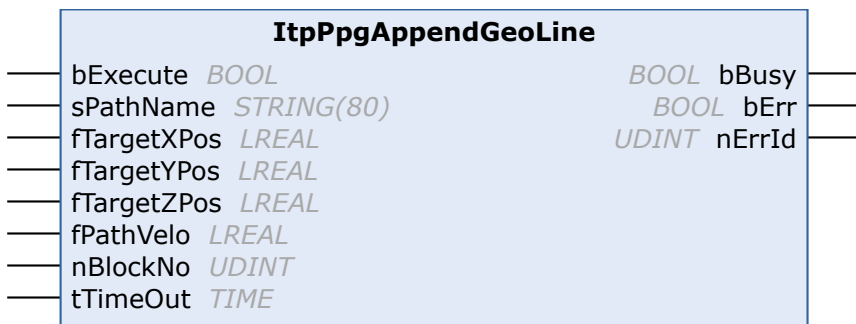 ItpPpgAppendGeoLine
bExecute BOOL BOOL bBusy
sPathName STRING(80) BOOL bErr
fTargetXPos LREAL UDINT nErrId
fTargetYPos LREAL
fTargetZPos LREAL
fPathVelo LREAL
nBlockNo UDINT
tTimeOut TIME